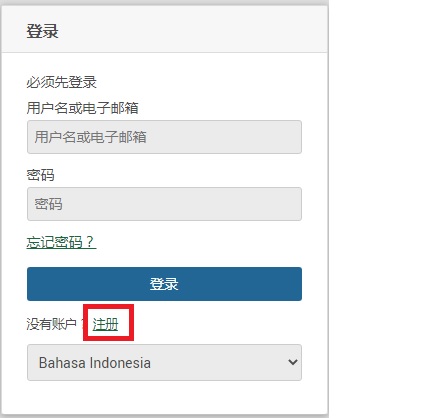 登录
必须先登录
用户名或电子邮箱
用户名或电子邮箱
密码
密码
忘记密码？
登录
没有账户？注册
Bahasa Indonesia